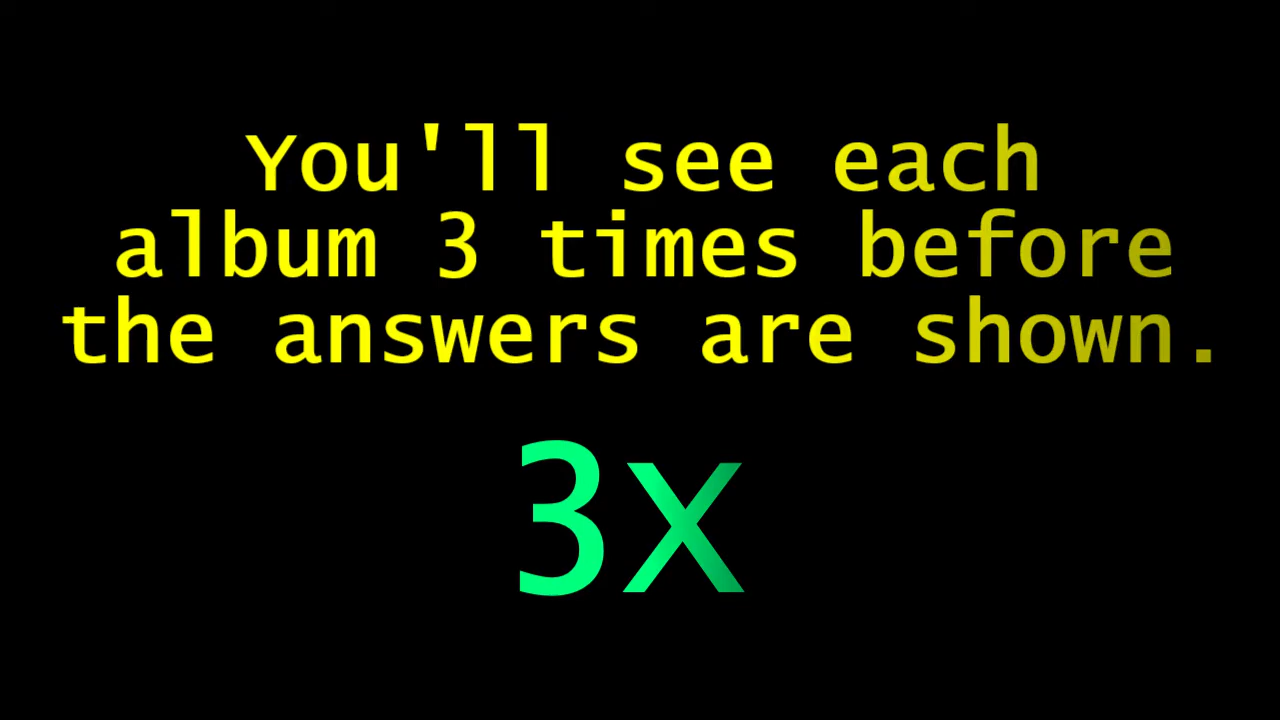 You'll see each
album 3 times before
the answers are shown.
3x